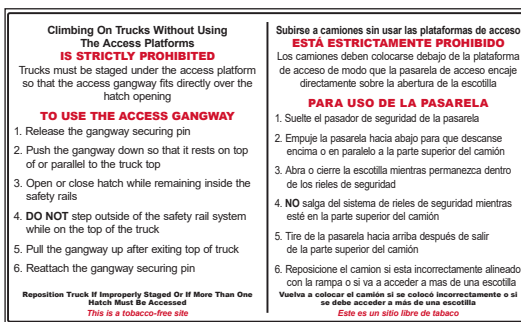 Climbing On Trucks Without Using
The Access Platforms
IS STRICTLY PROHIBITED
Trucks must be staged under the access platform
so that the access gangway fits directly over the
hatch opening
TO USE THE ACCESS GANGWAY
1. Release the gangway securing pin
2. Push the gangway down so that it rests on top
of or parallel to the truck top
3. Open or close hatch while remaining inside the
safety rails
4. DO NOT step outside of the safety rail system
while on the top of the truck
5. Pull the gangway up after exiting top of truck
6. Reattach the gangway securing pin
Reposition Truck If Improperly Staged Or If More Than One
Hatch Must Be Accessed
This is a tobacco-free site
Subirse a camiones sin usar las plataformas de acceso
ESTÁ ESTRICTAMENTE PROHIBIDO
Los camiones deben colocarse debajo de la plataforma
de acceso de modo que la pasarela de acceso encaje
directamente sobre la abertura de la escotilla
PARA USO DE LA PASARELA
1. Suelte el pasador de seguridad de la pasarela
2. Empuje la pasarela hacia abajo para que descanse
encima o en paralelo a la parte superior del camión
3. Abra o cierre la escotilla mientras permanezca dentro
de los rieles de seguridad
4. NO salga del sistema de rieles de seguridad mientras
esté en la parte superior del camión
5. Tire de la pasarela hacia arriba después de salir
de la parte superior del camión
6. Reposicione el camion si esta incorrectamente alineado
con la rampa o si va a acceder a mas de una escotilla
Vuelva a colocar el camión si se colocó incorrectamente o si
se debe acceder a más de una escotilla
Este es un sitio libre de tabaco